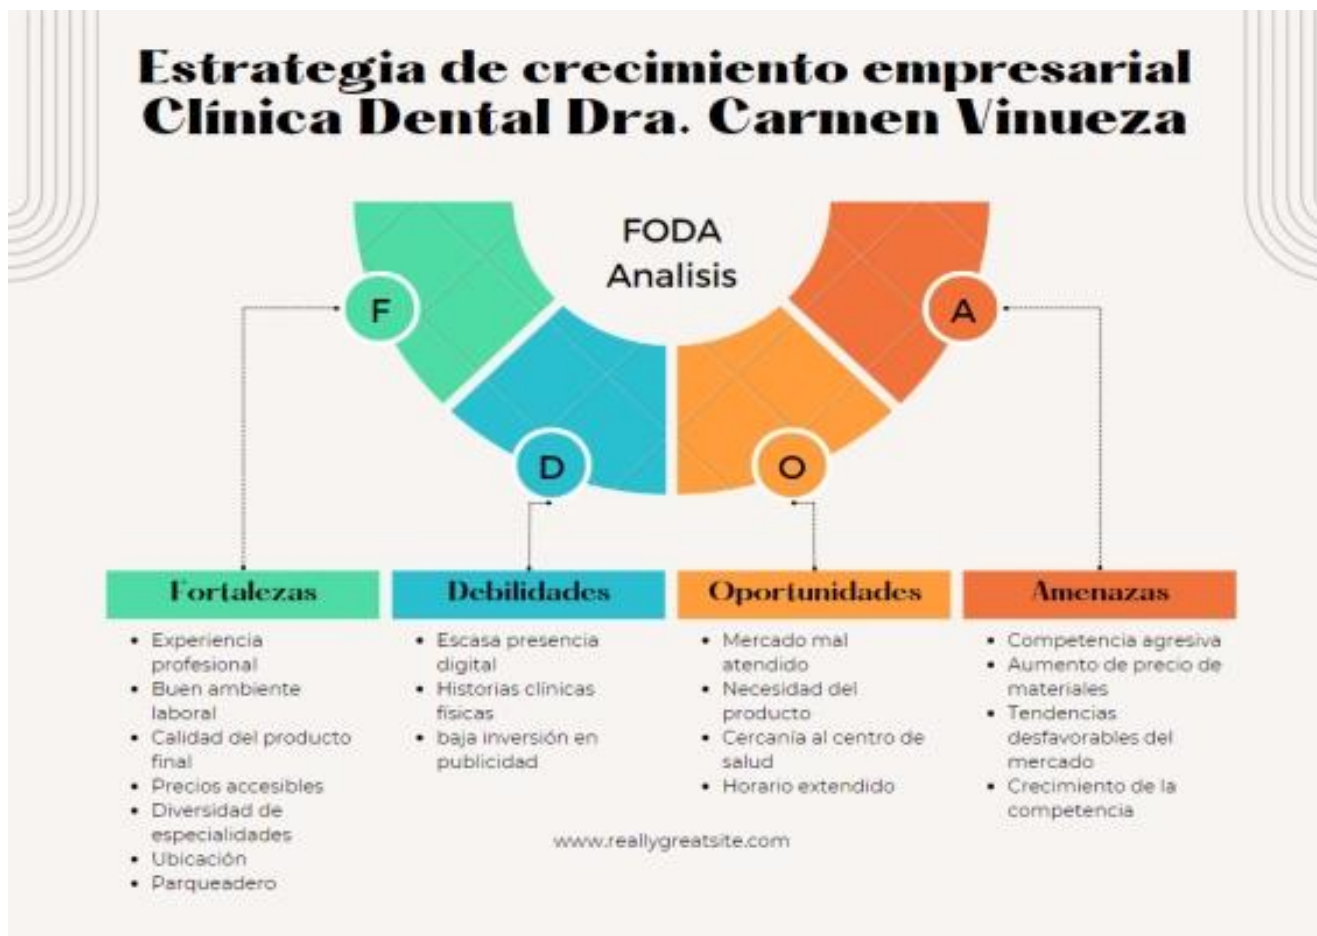 Estrategia de crecimiento empresarial
Clínica Dental Dra. Carmen Vinueza
FODA
Analisis
F
D
O
A
Fortalezas
• Experiencia
profesional
• Buen ambiente
laboral
• Calidad del producto
final
• Precios accesibles
• Diversidad de
especialidades
• Ubicación
• Parqueadero
Debilidades
• Escasa presencia
digital
• Historias clínicas
físicas
• baja inversión en
publicidad
Oportunidades
• Mercado mal
atendido
• Necesidad del
producto
• Cercanía al centro de
salud
• Horario extendido
Amenazas
• Competencia agresiva
• Aumento de precio de
materiales
• Tendencias
desfavorables del
mercado
• Crecimiento de la
competencia
www.reallygreatsite.com